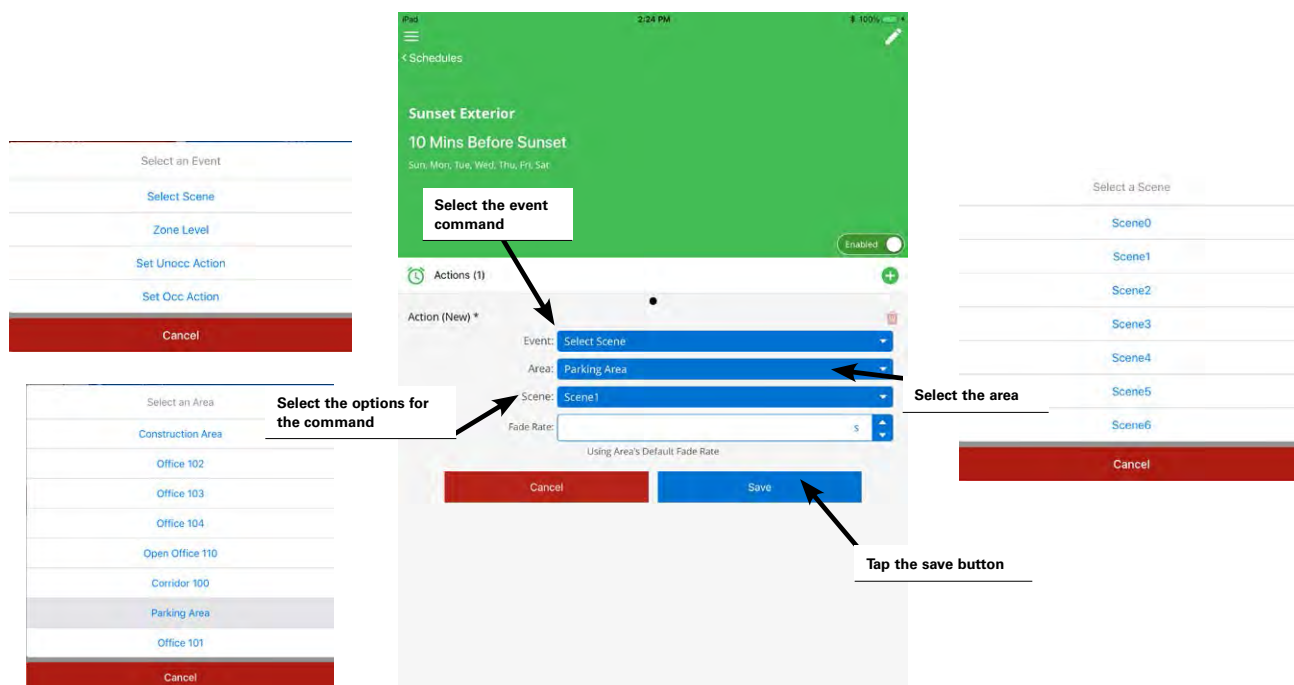 iPad
2:24 PM
100%
< Schedules
Sunset Exterior
10 Mins Before Sunset
Sun, Mon, Tue, Wed, Thu, Fri, Sat
Select the event
command
Enabled
Actions (1)
Action (New) *
Event: Select Scene
Area: Parking Area
Scene: Scene1
Fade Rate: s
Using Area's Default Fade Rate
Cancel
Save
Select the options for
the command
Select the area
Tap the save button
Select an Event
Select Scene
Zone Level
Set Unocc Action
Set Occ Action
Cancel
Select an Area
Construction Area
Office 102
Office 103
Office 104
Open Office 110
Corridor 100
Parking Area
Office 101
Cancel
Select a Scene
Scene0
Scene1
Scene2
Scene3
Scene4
Scene5
Scene6
Cancel